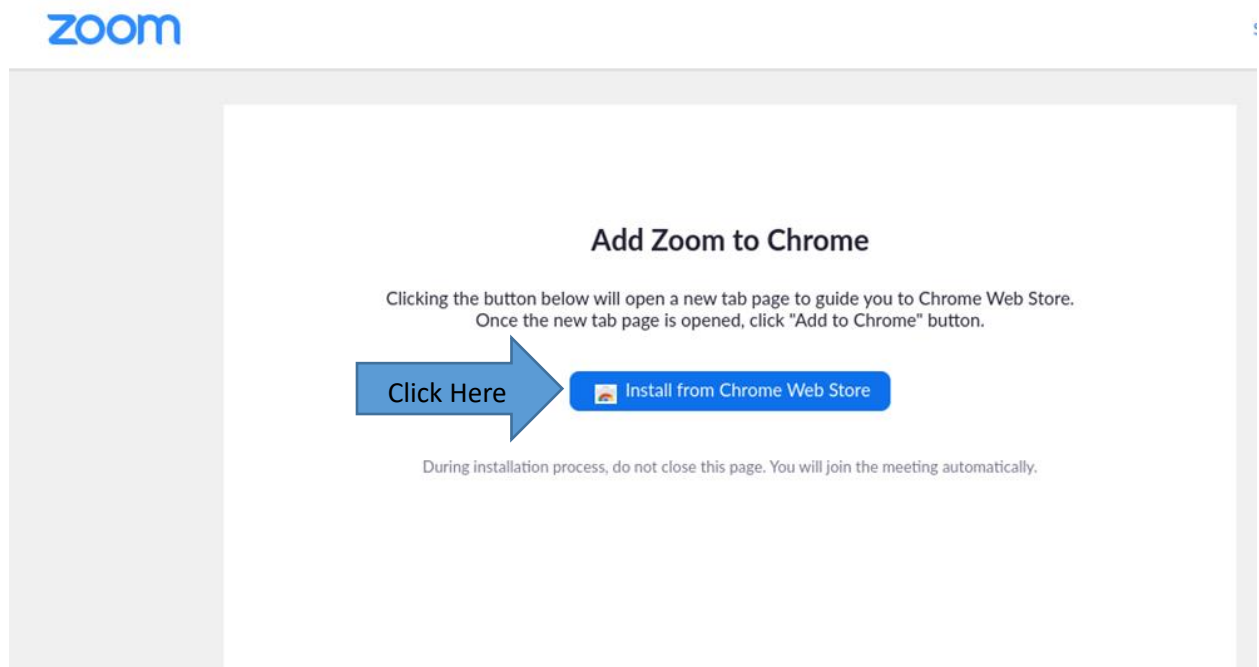 zoom
Add Zoom to Chrome
Clicking the button below will open a new tab page to guide you to Chrome Web Store.
Once the new tab page is opened, click "Add to Chrome" button.
Click Here
Install from Chrome Web Store
During installation process, do not close this page. You will join the meeting automatically.